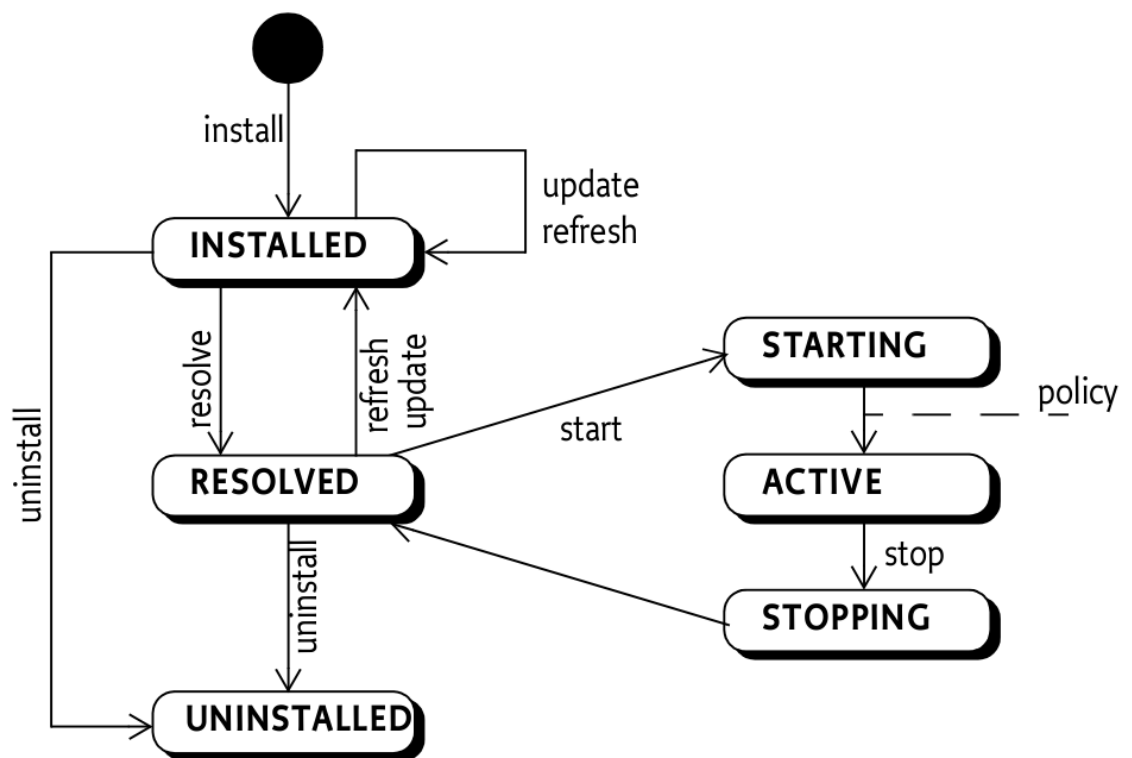 install
update
refresh
INSTALLED
resolve
refresh
update
STARTING
policy
start
uninstall
RESOLVED
ACTIVE
stop
uninstall
STOPPING
UNINSTALLED